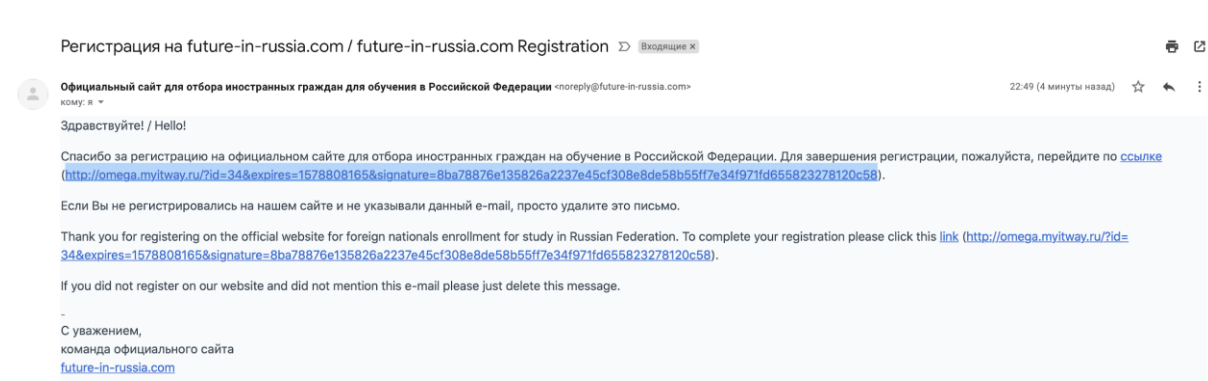 Регистрация на future-in-russia.com / future-in-russia.com Registration Входящие ×
Официальный сайт для отбора иностранных граждан для обучения в Российской Федерации <noreply@future-in-russia.com> 22:49 (4 минуты назад)
кому: я
Здравствуйте! / Hello!
Спасибо за регистрацию на официальном сайте для отбора иностранных граждан на обучение в Российской Федерации. Для завершения регистрации, пожалуйста, перейдите по ссылке
(http://omega.myitway.ru/?id=34&expires=1578808165&signature=8ba78876e135826a2237e45cf308e8de58b55ff7e34f971fd655823278120c58).
Если Вы не регистрировались на нашем сайте и не указывали данный e-mail, просто удалите это письмо.
Thank you for registering on the official website for foreign nationals enrollment for study in Russian Federation. To complete your registration please click this link (http://omega.myitway.ru/?id=
34&expires=1578808165&signature=8ba78876e135826a2237e45cf308e8de58b55ff7e34f971fd655823278120c58).
If you did not register on our website and did not mention this e-mail please just delete this message.
-
С уважением,
команда официального сайта
future-in-russia.com